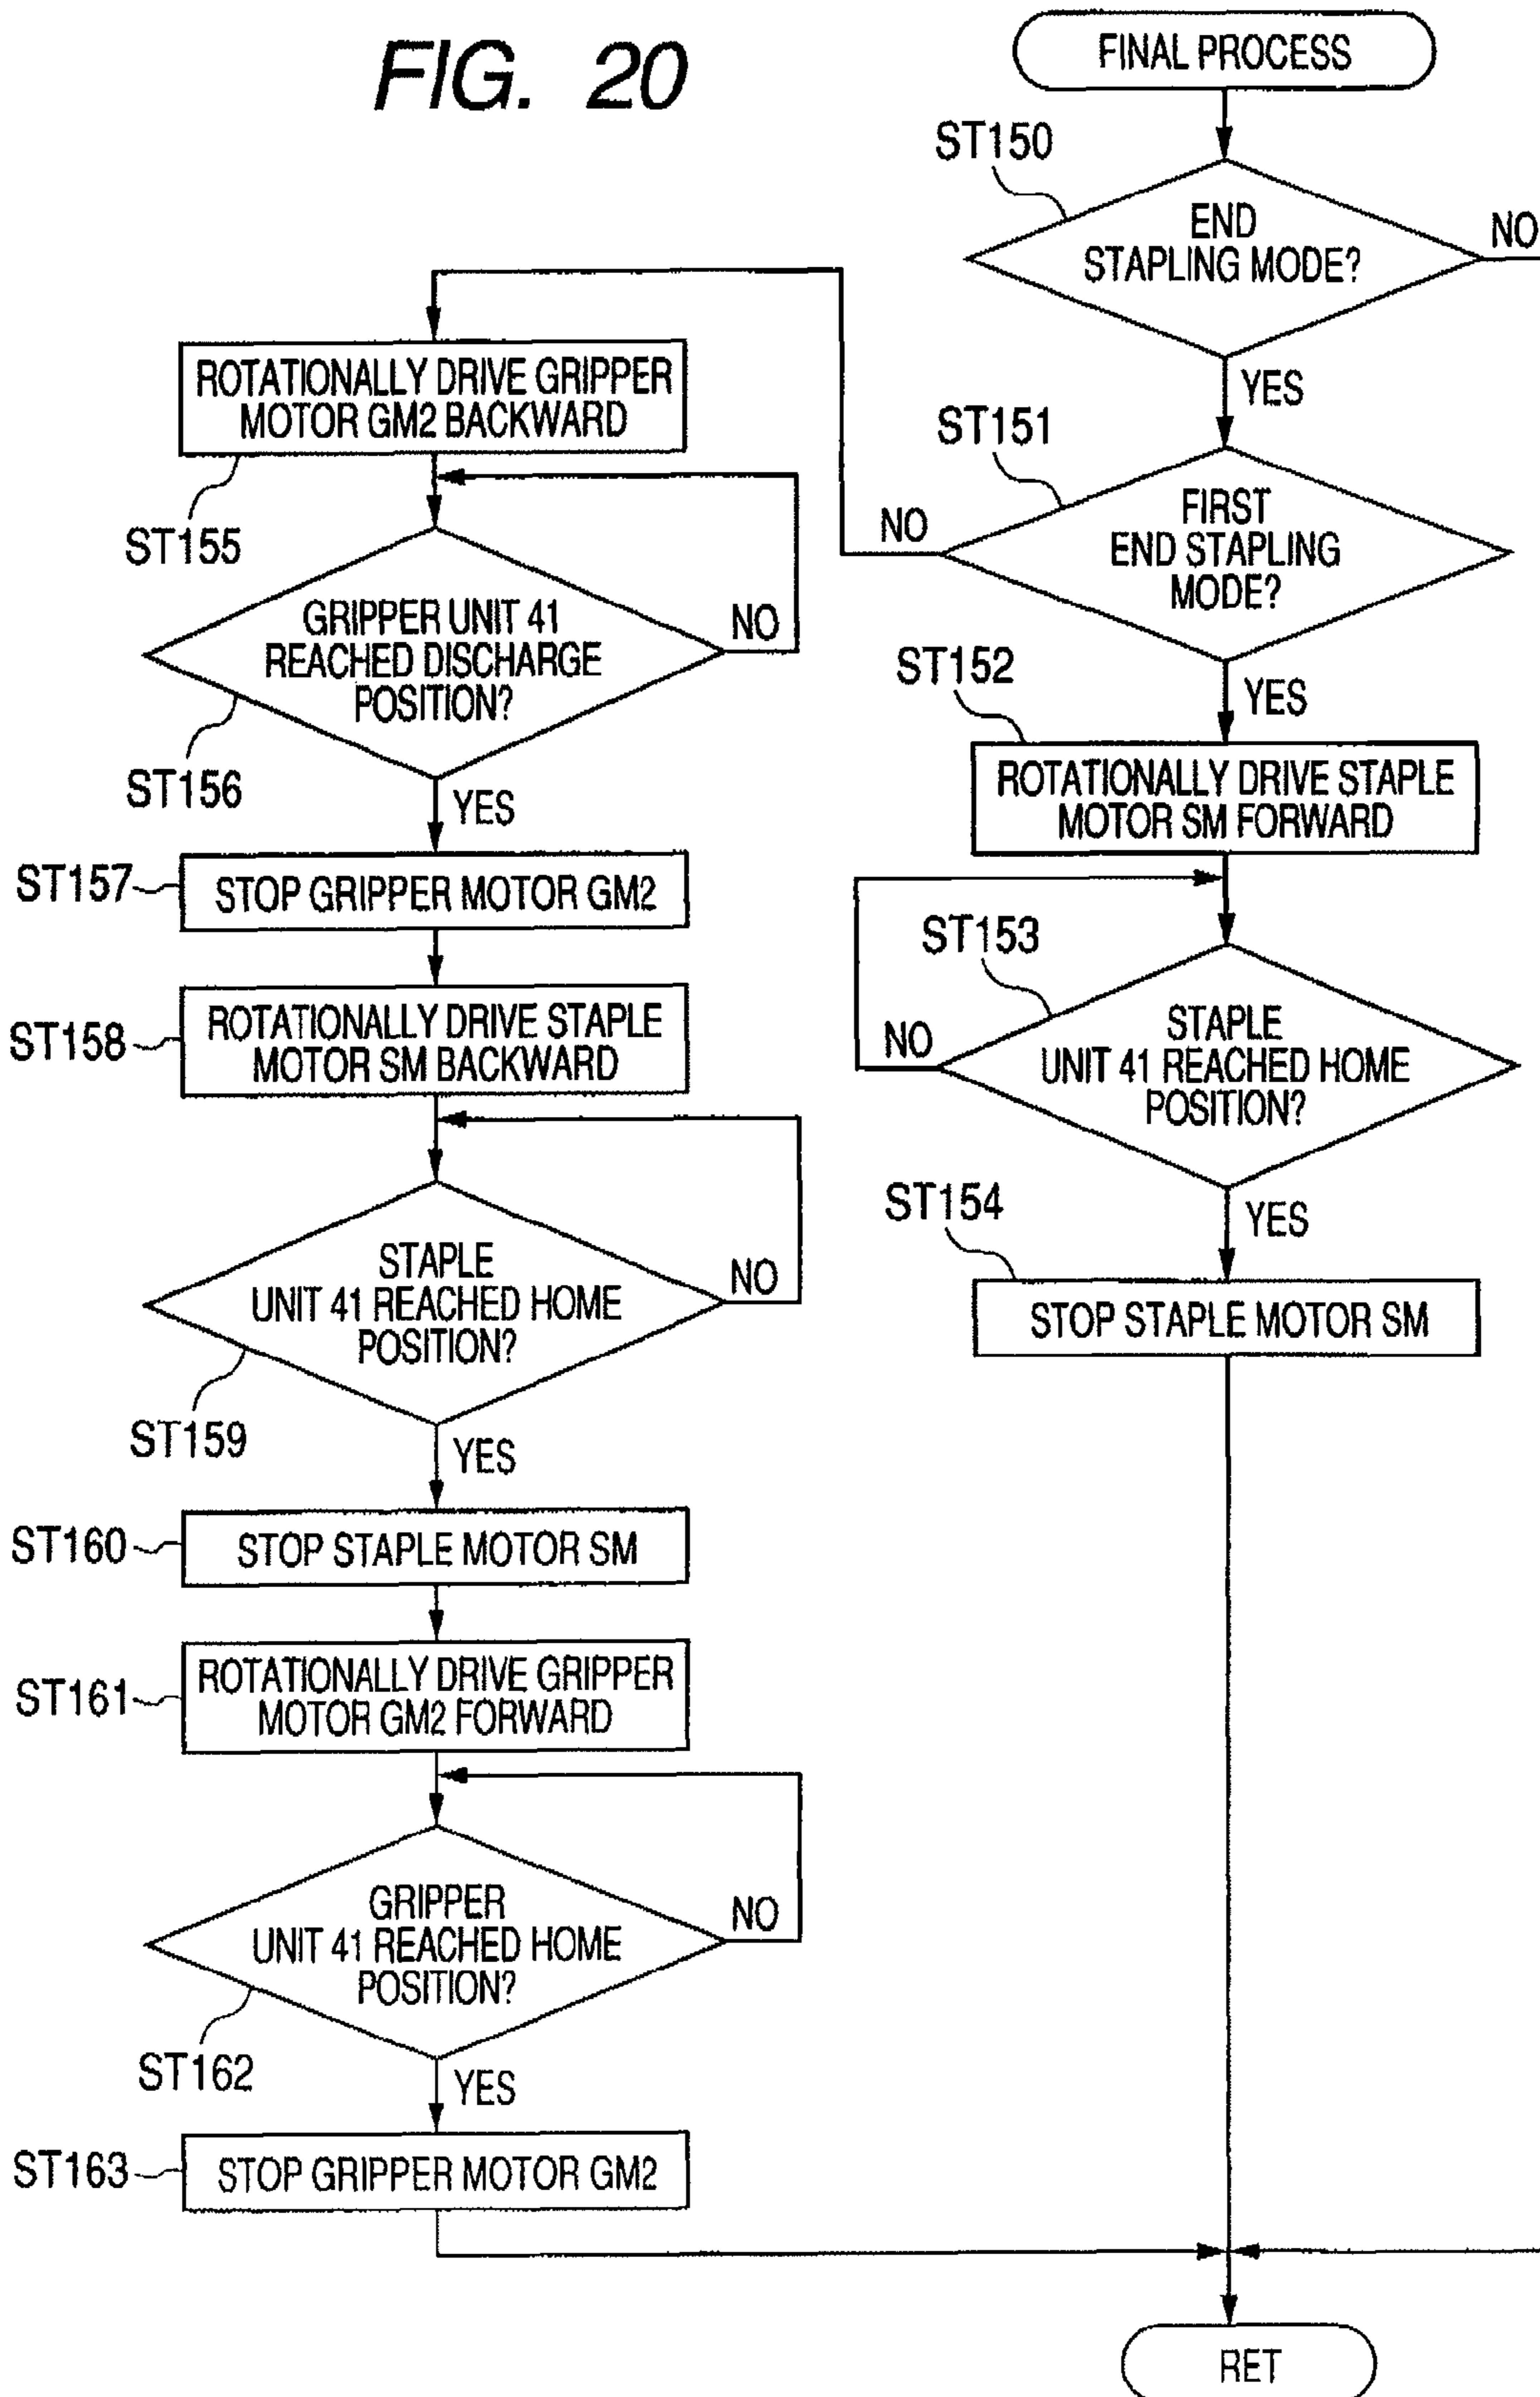 FIG. 20
FINAL PROCESS
ST150
END
STAPLING MODE?
NO
YES
ST151
FIRST
END STAPLING
MODE?
NO
YES
ST152
ROTATIONALLY DRIVE STAPLE
MOTOR SM FORWARD
ST153
STAPLE
UNIT 41 REACHED HOME
POSITION?
NO
YES
ST154
STOP STAPLE MOTOR SM
ROTATIONALLY DRIVE GRIPPER
MOTOR GM2 BACKWARD
ST155
GRIPPER UNIT 41
REACHED DISCHARGE
POSITION?
NO
ST156
YES
ST157
STOP GRIPPER MOTOR GM2
ST158
ROTATIONALLY DRIVE STAPLE
MOTOR SM BACKWARD
STAPLE
UNIT 41 REACHED HOME
POSITION?
NO
ST159
YES
ST160
STOP STAPLE MOTOR SM
ST161
ROTATIONALLY DRIVE GRIPPER
MOTOR GM2 FORWARD
GRIPPER
UNIT 41 REACHED HOME
POSITION?
NO
ST162
YES
ST163
STOP GRIPPER MOTOR GM2
RET